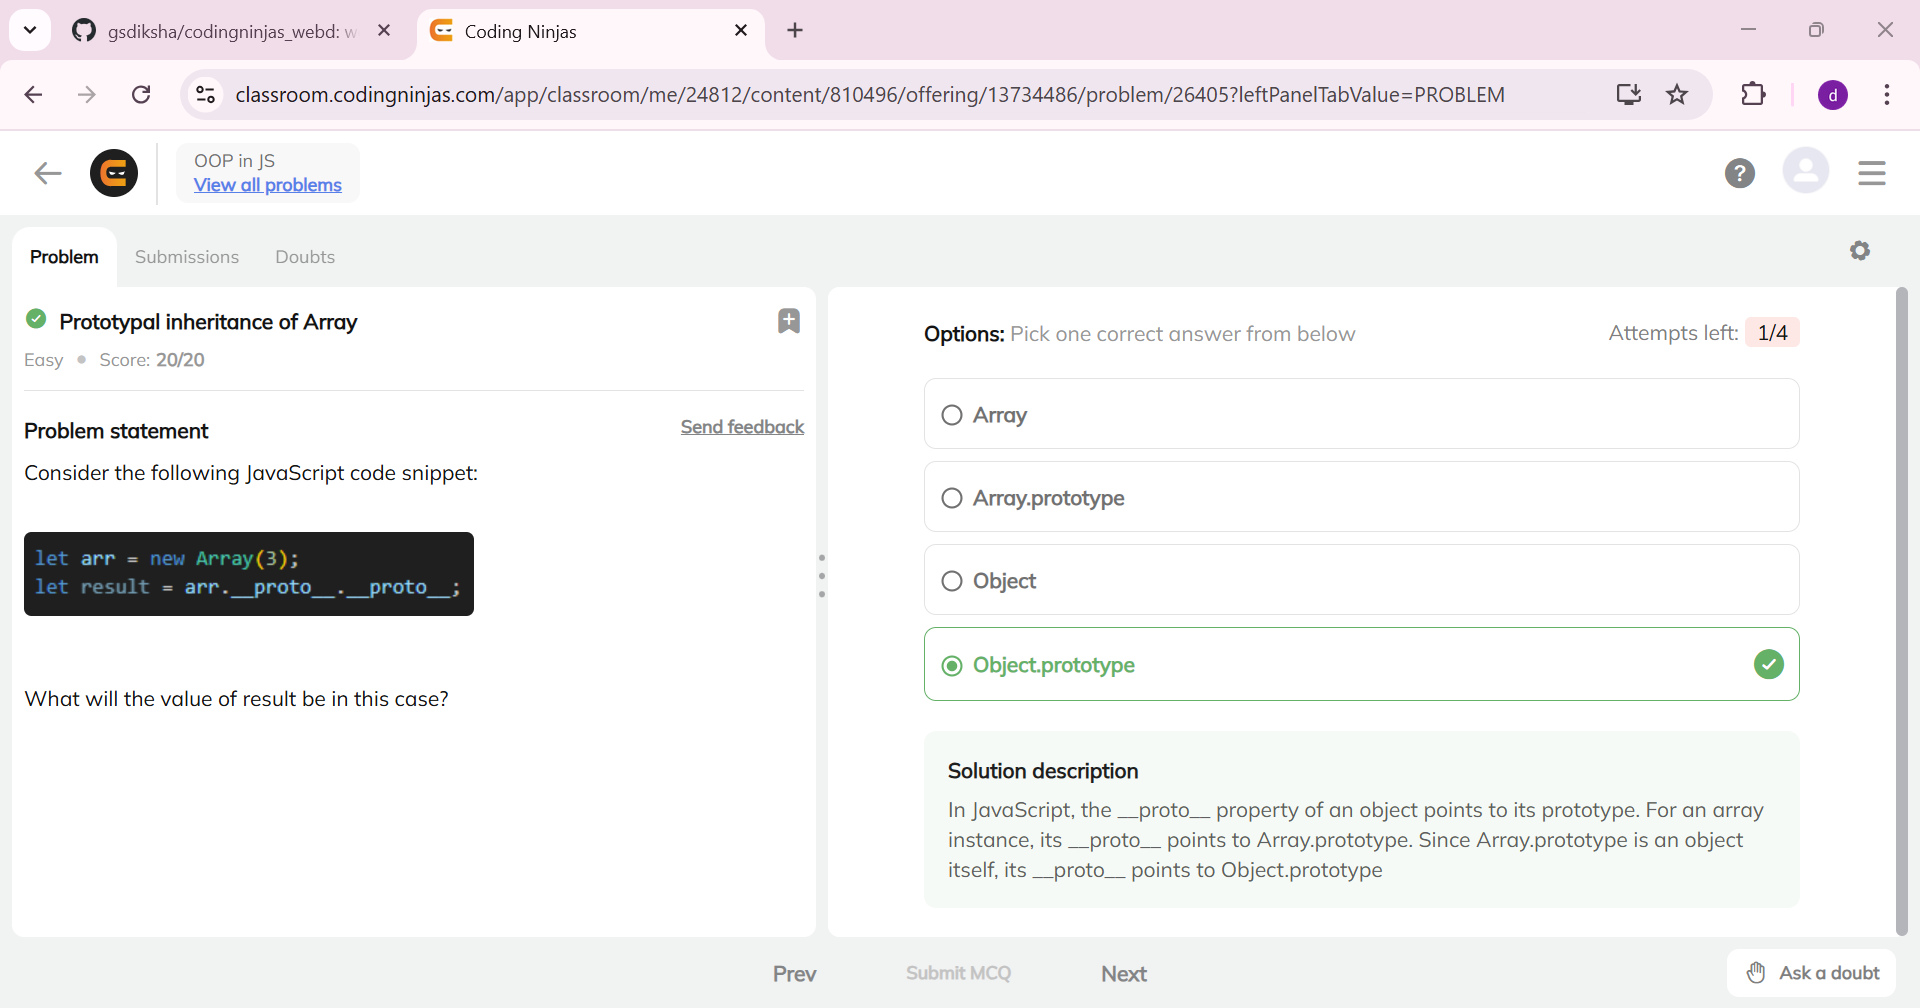 gsdiksha/codingninjas_webd: w
Coding Ninjas
classroom.codingninjas.com/app/classroom/me/24812/content/810496/offering/13734486/problem/26405?leftPanelTabValue=PROBLEM
d
OOP in JS
View all problems
?
Problem
Submissions
Doubts
Prototypal inheritance of Array
Easy
Score: 20/20
Problem statement
Send feedback
Consider the following JavaScript code snippet:
let arr = new Array(3);
let result = arr.__proto__.__proto__;
What will the value of result be in this case?
Options: Pick one correct answer from below
Attempts left: 1/4
Array
Array.prototype
Object
Object.prototype
Solution description
In JavaScript, the __proto__ property of an object points to its prototype. For an array
instance, its __proto__ points to Array.prototype. Since Array.prototype is an object
itself, its __proto__ points to Object.prototype
Prev
Submit MCQ
Next
Ask a doubt